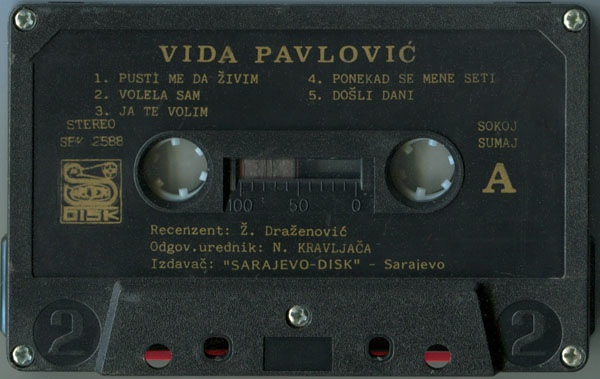 VIDA PAVLOVIĆ
1. PUSTI ME DA ŽIVIM
2. VOLELA SAM
3. JA TE VOLIM
4. PONEKAD SE MENE SETI
5. DOŠLI DANI
STEREO
SBK 2588
DISK
SOKOJ
SUMAJ
A
100 50 0
Recenzent: Ž. Draženović
Odgov.urednik: N. KRAVLJAČA
Izdavač: "SARAJEVO-DISK" - Sarajevo
2 2